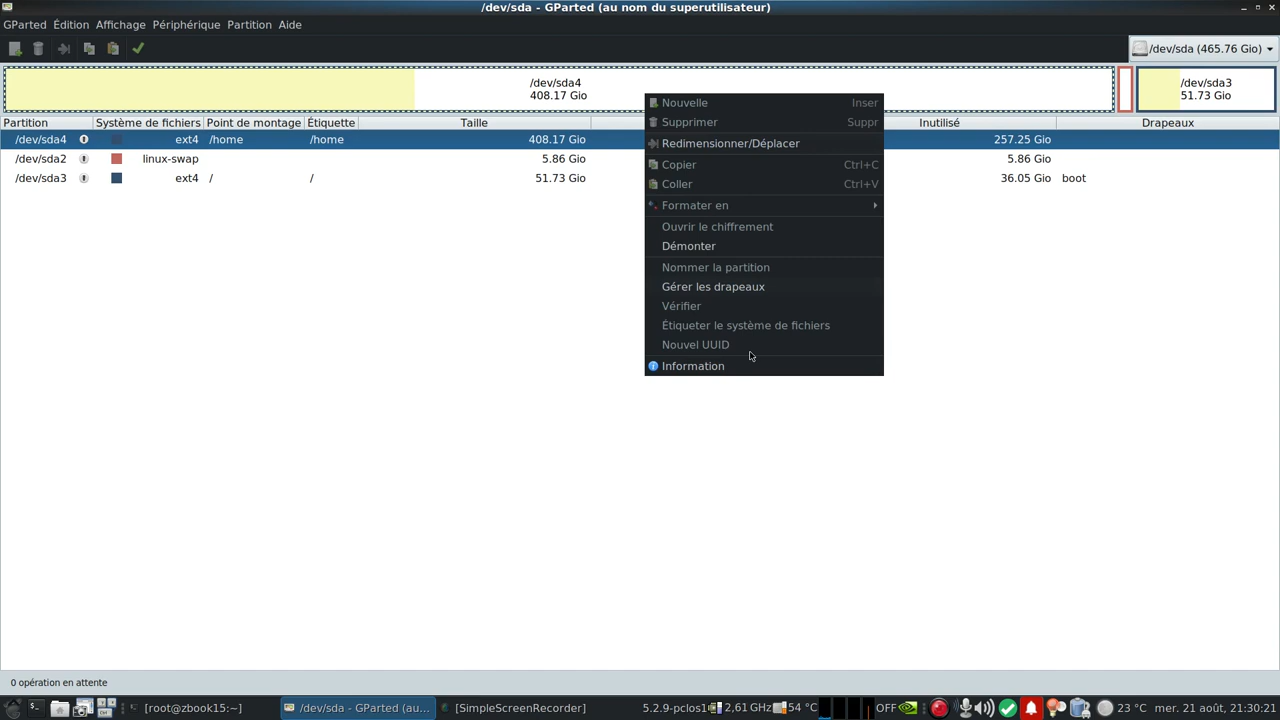 /dev/sda - GParted (au nom du superutilisateur)
GParted Édition Affichage Périphérique Partition Aide
/dev/sda (465.76 Gio)
/dev/sda4
408.17 Gio
/dev/sda3
51.73 Gio
Partition Système de fichiers Point de montage Étiquette Taille Inutilisé Drapeaux
/dev/sda4 ext4 /home /home 408.17 Gio 257.25 Gio
/dev/sda2 linux-swap 5.86 Gio 5.86 Gio
/dev/sda3 ext4 / / 51.73 Gio 36.05 Gio boot
Nouvelle Inser
Supprimer Suppr
Redimensionner/Déplacer
Copier Ctrl+C
Coller Ctrl+V
Formater en
Ouvrir le chiffrement
Démonter
Nommer la partition
Gérer les drapeaux
Vérifier
Étiqueter le système de fichiers
Nouvel UUID
Information
0 opération en attente
[root@zbook15:~] /dev/sda - GParted (au... [SimpleScreenRecorder] 5.2.9-pclos1 2,61 GHz 54 °C OFF 23 °C mer. 21 août, 21:30:21